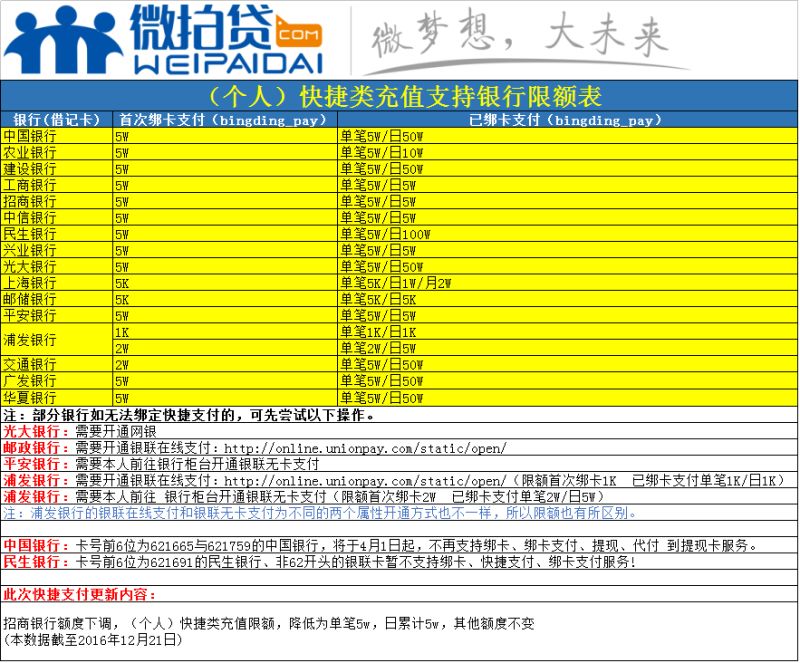 微拍贷.COM
WEIPAIDAI
微梦想，大未来
（个人）快捷类充值支持银行限额表
银行(借记卡) 首次绑卡支付（bingding_pay） 已绑卡支付（bingding_pay）
中国银行 5W 单笔5W/日50W
农业银行 5W 单笔5W/日10W
建设银行 5W 单笔5W/日50W
工商银行 5W 单笔5W/日5W
招商银行 5W 单笔5W/日5W
中信银行 5W 单笔5W/日5W
民生银行 5W 单笔5W/日100W
兴业银行 5W 单笔5W/日5W
光大银行 5W 单笔5W/日50W
上海银行 5K 单笔5K/日1W/月2W
邮储银行 5K 单笔5K/日5K
平安银行 5W 单笔5W/日5W
浦发银行 1K 单笔1K/日1K
2W 单笔2W/日5W
交通银行 2W 单笔5W/日50W
广发银行 5W 单笔5W/日50W
华夏银行 5W 单笔5W/日50W
注：部分银行如无法绑定快捷支付的，可先尝试以下操作。
光大银行：需要开通网银
邮政银行：需要开通银联在线支付：http://online.unionpay.com/static/open/
平安银行：需要本人前往银行柜台开通银联无卡支付
浦发银行：需要开通银联在线支付：http://online.unionpay.com/static/open/（限额首次绑卡1K 已绑卡支付单笔1K/日1K）
浦发银行：需要本人前往 银行柜台开通银联无卡支付（限额首次绑卡2W 已绑卡支付单笔2W/日5W）
注：浦发银行的银联在线支付和银联无卡支付为不同的两个属性开通方式也不一样，所以限额也有所区别。
中国银行：卡号前6位为621665与621759的中国银行，将于4月1日起，不再支持绑卡、绑卡支付、提现、代付 到提现卡服务。
民生银行：卡号前6位为621691的民生银行、非62开头的银联卡暂不支持绑卡、快捷支付、绑卡支付服务!
此次快捷支付更新内容：
招商银行额度下调，（个人）快捷类充值限额，降低为单笔5w，日累计5w，其他额度不变
(本数据截至2016年12月21日)